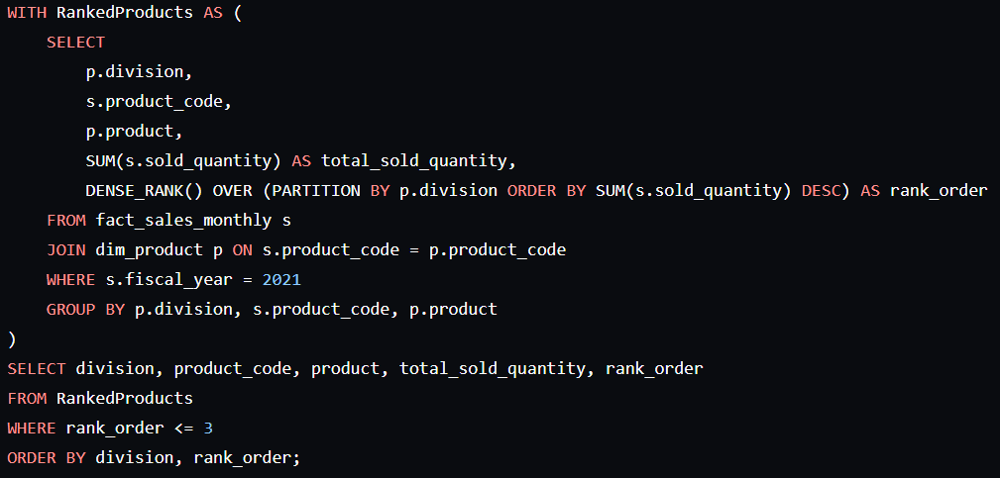 WITH RankedProducts AS (
    SELECT
        p.division,
        s.product_code,
        p.product,
        SUM(s.sold_quantity) AS total_sold_quantity,
        DENSE_RANK() OVER (PARTITION BY p.division ORDER BY SUM(s.sold_quantity) DESC) AS rank_order
    FROM fact_sales_monthly s
    JOIN dim_product p ON s.product_code = p.product_code
    WHERE s.fiscal_year = 2021
    GROUP BY p.division, s.product_code, p.product
)
SELECT division, product_code, product, total_sold_quantity, rank_order
FROM RankedProducts
WHERE rank_order <= 3
ORDER BY division, rank_order;